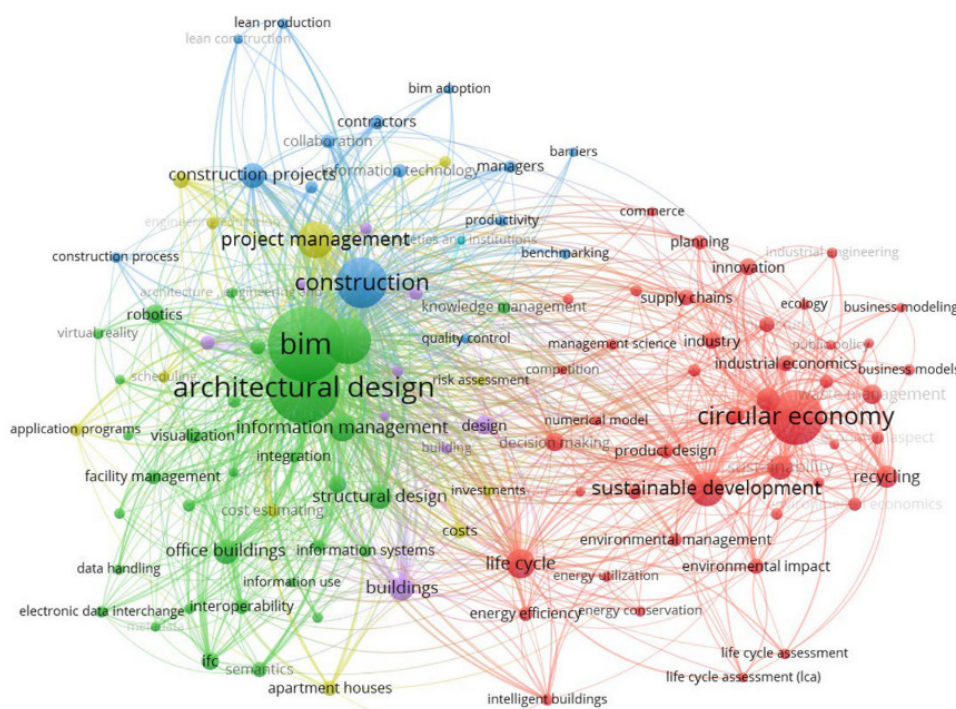 lean production
lean construction
bim adoption
contractors
collaboration
barriers
construction projects
information technology
managers
commerce
productivity
project management
planning
industrial engineering
construction process
benchmarking
innovation
construction
ecology
supply chains
business modeling
knowledge management
robotics
virtual reality
quality control
management science
industry
bim
public policy
industrial economics
scheduling
risk assessment
competition
business models
architectural design
waste management
circular economy
application programs
information management
design
numerical model
visualization
building
decision making
product design
integration
facility management
sustainability
recycling
structural design
investments
sustainable development
cost estimating
costs
environmental management
office buildings
information systems
data handling
life cycle
environmental impact
information use
buildings
energy utilization
electronic data interchange
interoperability
energy efficiency
energy conservation
ifc
semantics
life cycle assessment
apartment houses
life cycle assessment (lca)
intelligent buildings